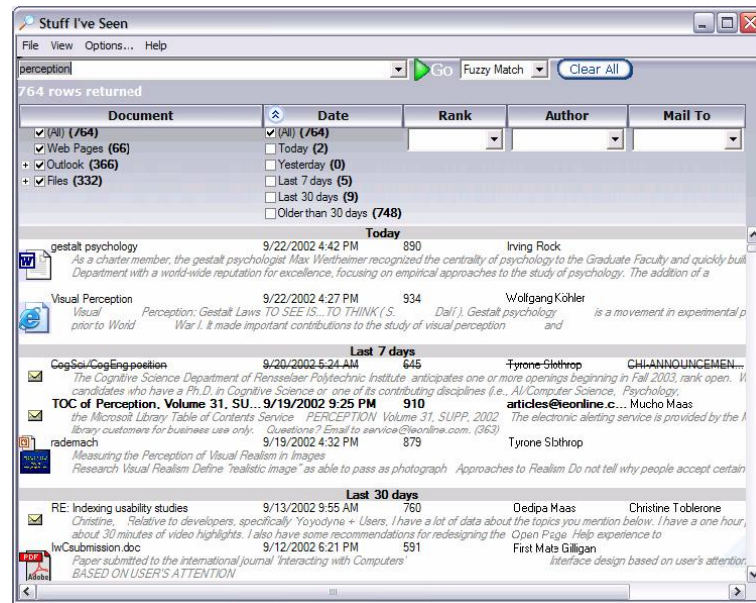 Stuff I've Seen
File View Options... Help
perception Go Fuzzy Match Clear All
764 rows returned
Document Date Rank Author Mail To
(All) (764) (All) (764)
Web Pages (66) Today (2)
Outlook (366) Yesterday (0)
Files (332) Last 7 days (5)
Last 30 days (9)
Older than 30 days (748)
Today
gestalt psychology 9/22/2002 4:42 PM 890 Irving Rock
As a charter member, the gestalt psychologist Max Wertheimer recognized the centrality of psychology to the Graduate Faculty and quickly buil
Department with a world-wide reputation for excellence, focusing on empirical approaches to the study of psychology. The addition of a
Visual Perception 9/22/2002 4:27 PM 934 Wolfgang Köhler
Visual Perception: Gestalt Laws TO SEE IS...TO THINK ( S. Dalí ). Gestalt psychology is a movement in experimental p
prior to World War I. It made important contributions to the study of visual perception and
Last 7 days
CogSci/CogEng position 9/20/2002 5:24 AM 645 Tyrone Slothrop CHI-ANNOUNCEMEN...
The Cognitive Science Department of Rensselaer Polytechnic Institute anticipates one or more openings beginning in Fall 2003, rank open. W
candidates who have a Ph.D. in Cognitive Science or one of its contributing disciplines (i.e., AI/Computer Science, Psychology,
TOC of Perception, Volume 31, SU... 9/19/2002 9:25 PM 910 articles@ieonline.c... Mucho Maas
the Microsoft Library Table of Contents Service PERCEPTION Volume 31, SUPP, 2002 The electronic alerting service is provided by the M
library customers for business use only. Questions? Email to service@ieonline.com. (363)
rademach 9/19/2002 4:32 PM 879 Tyrone Slothrop
Measuring the Perception of Visual Realism in Images
Research Visual Realism Define "realistic image" as able to pass as photograph Approaches to Realism Do not tell why people accept certain
Last 30 days
RE: Indexing usability studies 9/13/2002 9:55 AM 760 Oedipa Maas Christine Toblerone
Christine, Relative to developers, specifically 'Yoyodyne + Users, I have a lot of data about the topics you mention below. I have a one hour,
about 30 minutes of video highlights. I also have some recommendations for redesigning the Open Page Help experience to
IwCsubmission.doc 9/12/2002 6:21 PM 591 First Mate Gilligan
Paper submitted to the international journal 'Interacting with Computers' Interface design based on user's attention
BASED ON USER'S ATTENTION
PDF
Adobe